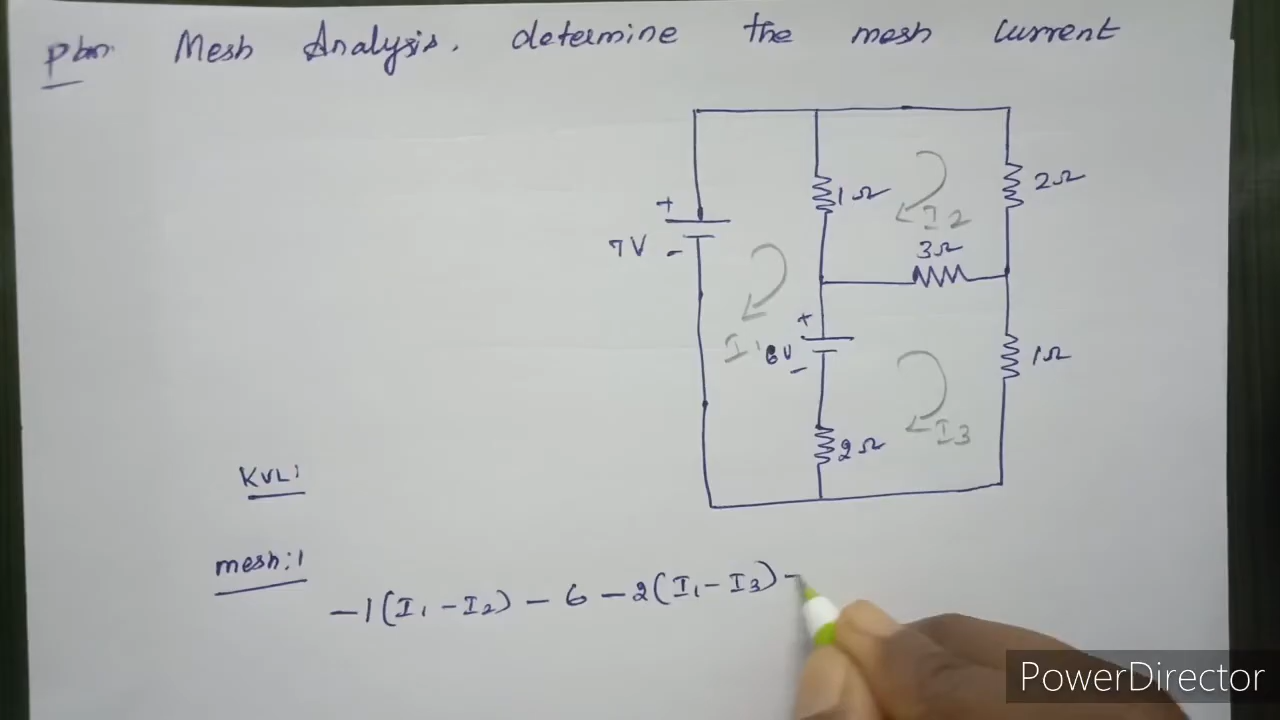 pbm Mesh Analysis. determine the mesh current
+
7V
-
1Ω
I2
2Ω
3Ω
I1
+
6V
-
1Ω
I3
2Ω
KVL:
mesh:1
-1(I1 -I2) - 6 -2(I1 - I3) -
PowerDirector